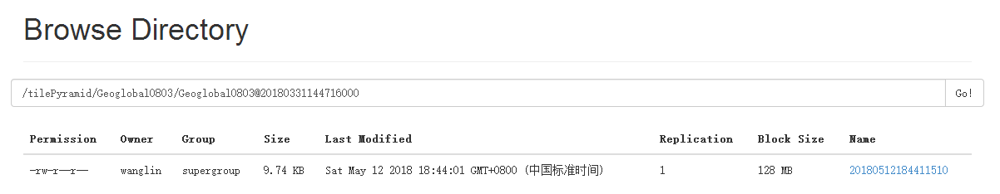 Browse Directory
/tilePyramid/Geoglobal0803/Geoglobal0803@20180331144716000 Go!
Permission Owner Group Size Last Modified Replication Block Size Name
-rw-r--r-- wanglin supergroup 9.74 KB Sat May 12 2018 18:44:01 GMT+0800 (中国标准时间) 1 128 MB 20180512184411510